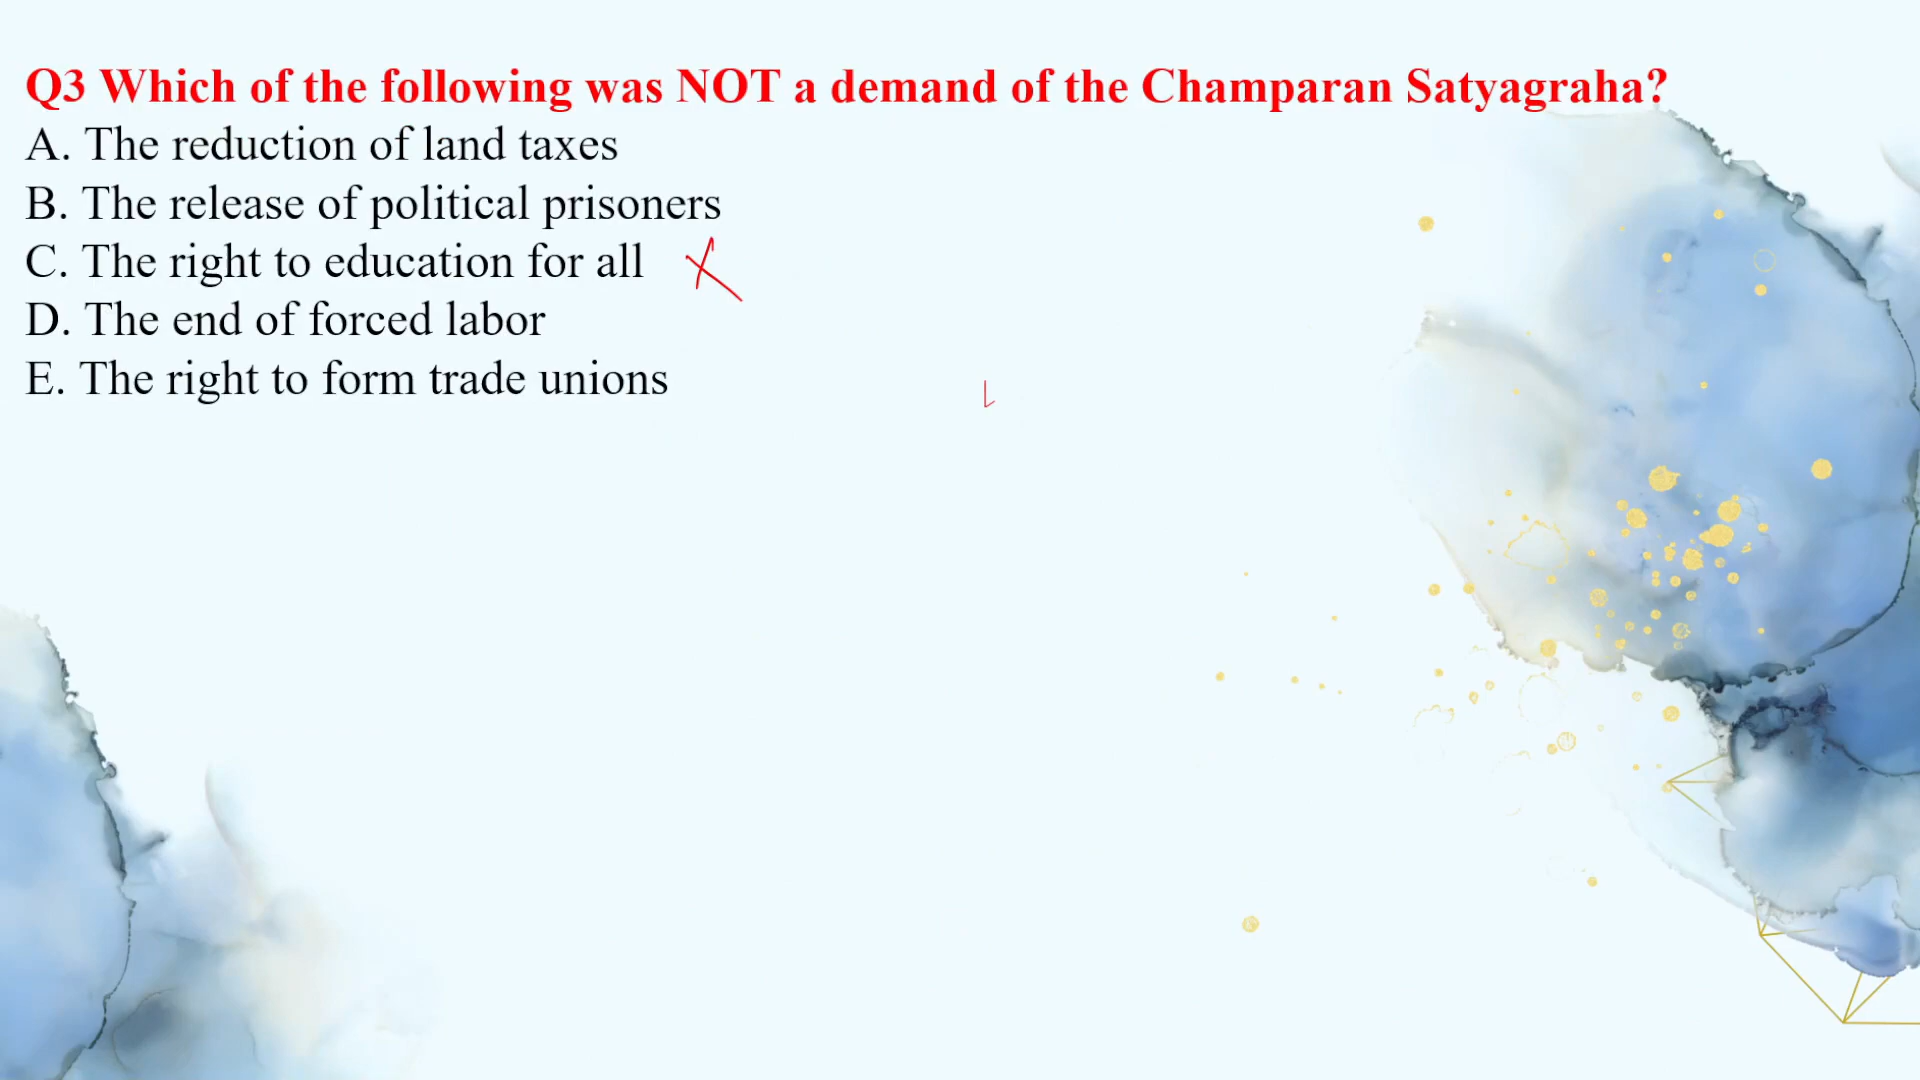 Q3 Which of the following was NOT a demand of the Champaran Satyagraha?
A. The reduction of land taxes
B. The release of political prisoners
C. The right to education for all
D. The end of forced labor
E. The right to form trade unions